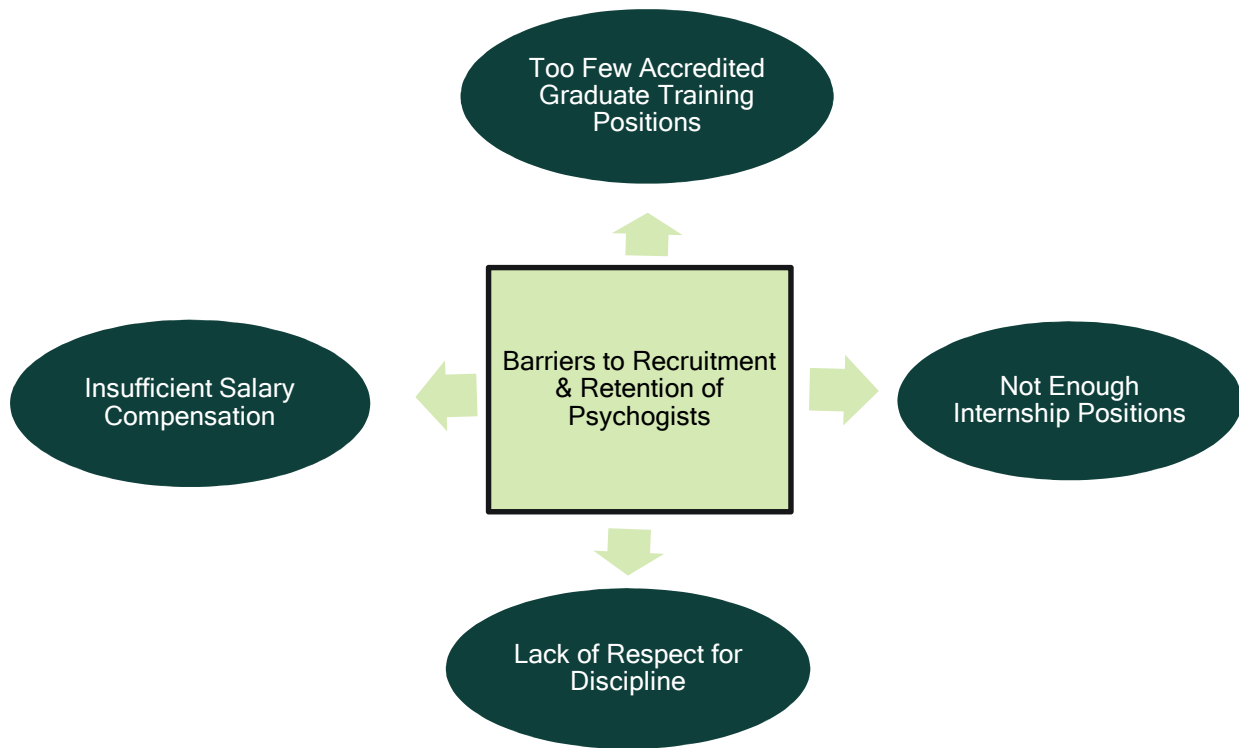 Too Few Accredited
Graduate Training
Positions
Barriers to Recruitment
& Retention of
Psychogists
Insufficient Salary
Compensation
Not Enough
Internship Positions
Lack of Respect for
Discipline